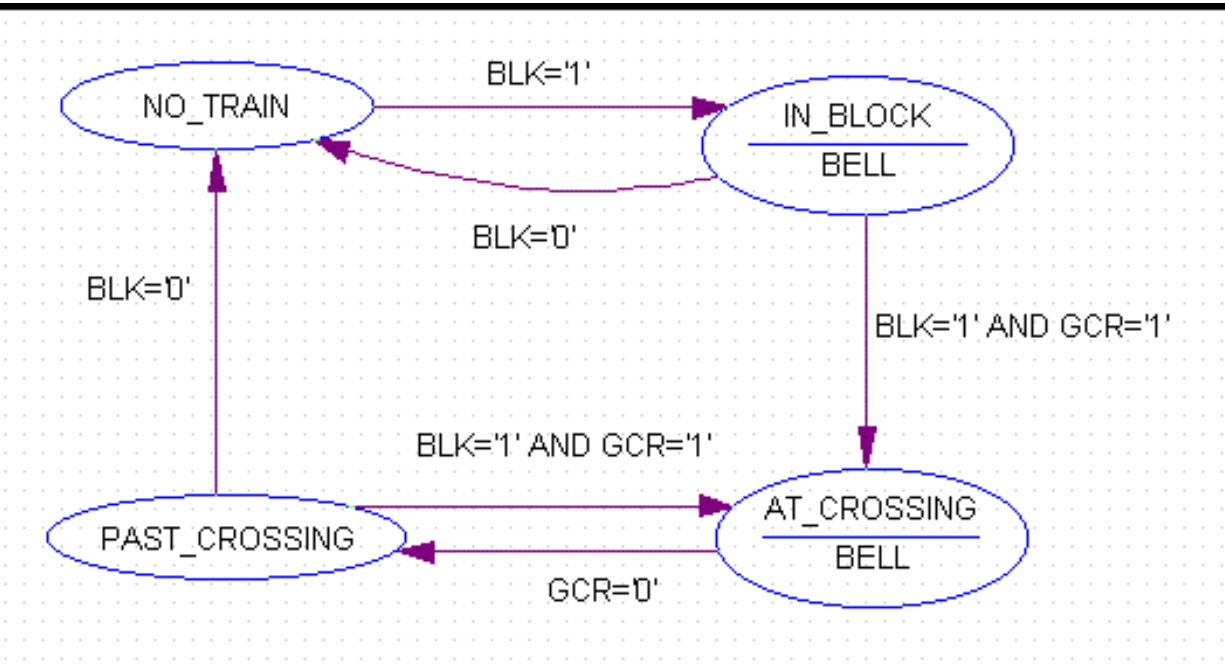 BLK='1'
NO_TRAIN
IN_BLOCK
BELL
BLK='0'
BLK='0'
BLK='1' AND GCR='1'
BLK='1' AND GCR='1'
AT_CROSSING
PAST_CROSSING
BELL
GCR='0'